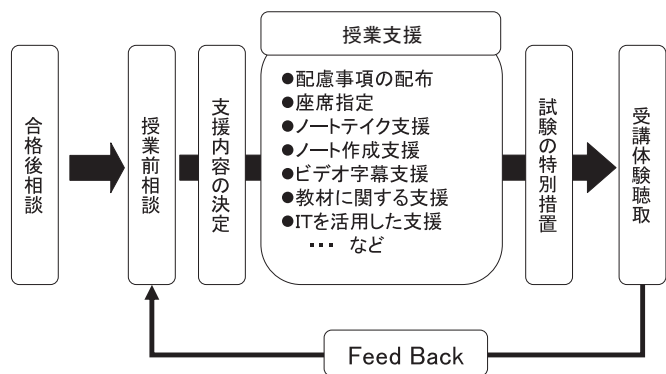 合格後相談
授業前相談
支援内容の決定
授業支援
●配慮事項の配布
●座席指定
●ノートテイク支援
●ノート作成支援
●ビデオ字幕支援
●教材に関する支援
●ITを活用した支援
… など
試験の特別措置
受講体験聴取
Feed Back